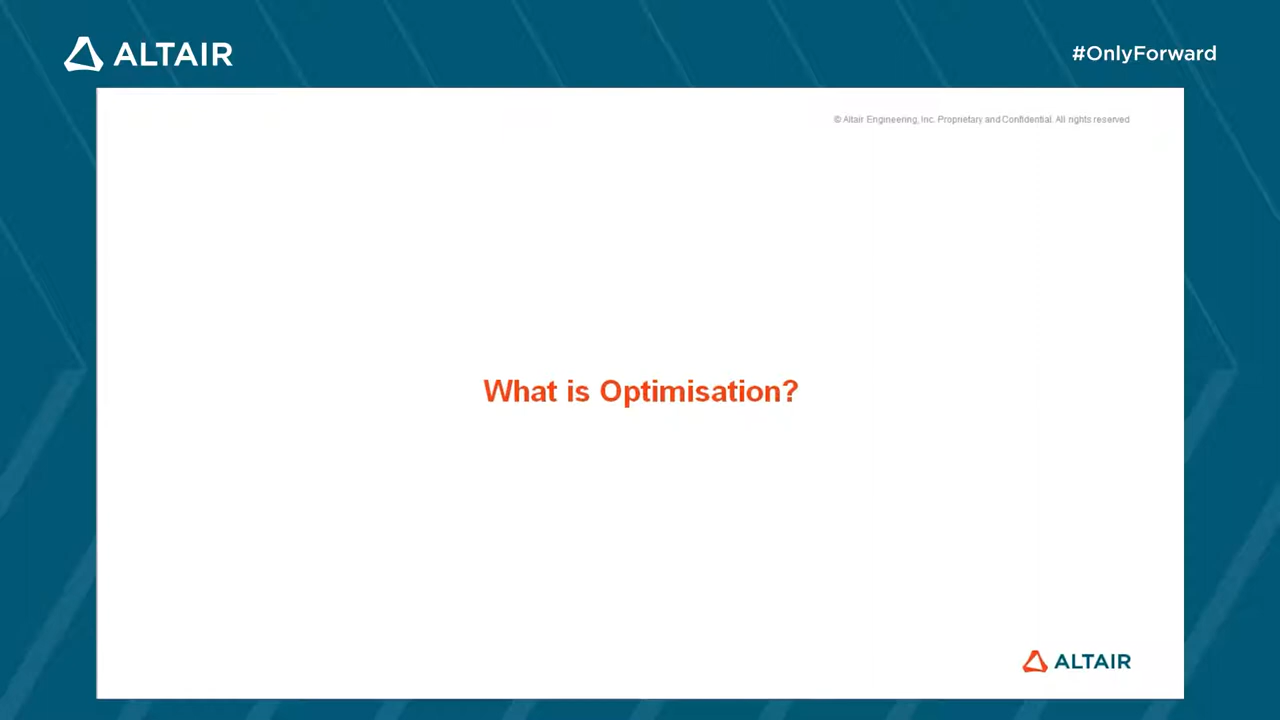 ALTAIR
#OnlyForward
© Altair Engineering, Inc. Proprietary and Confidential. All rights reserved
What is Optimisation?
ALTAIR